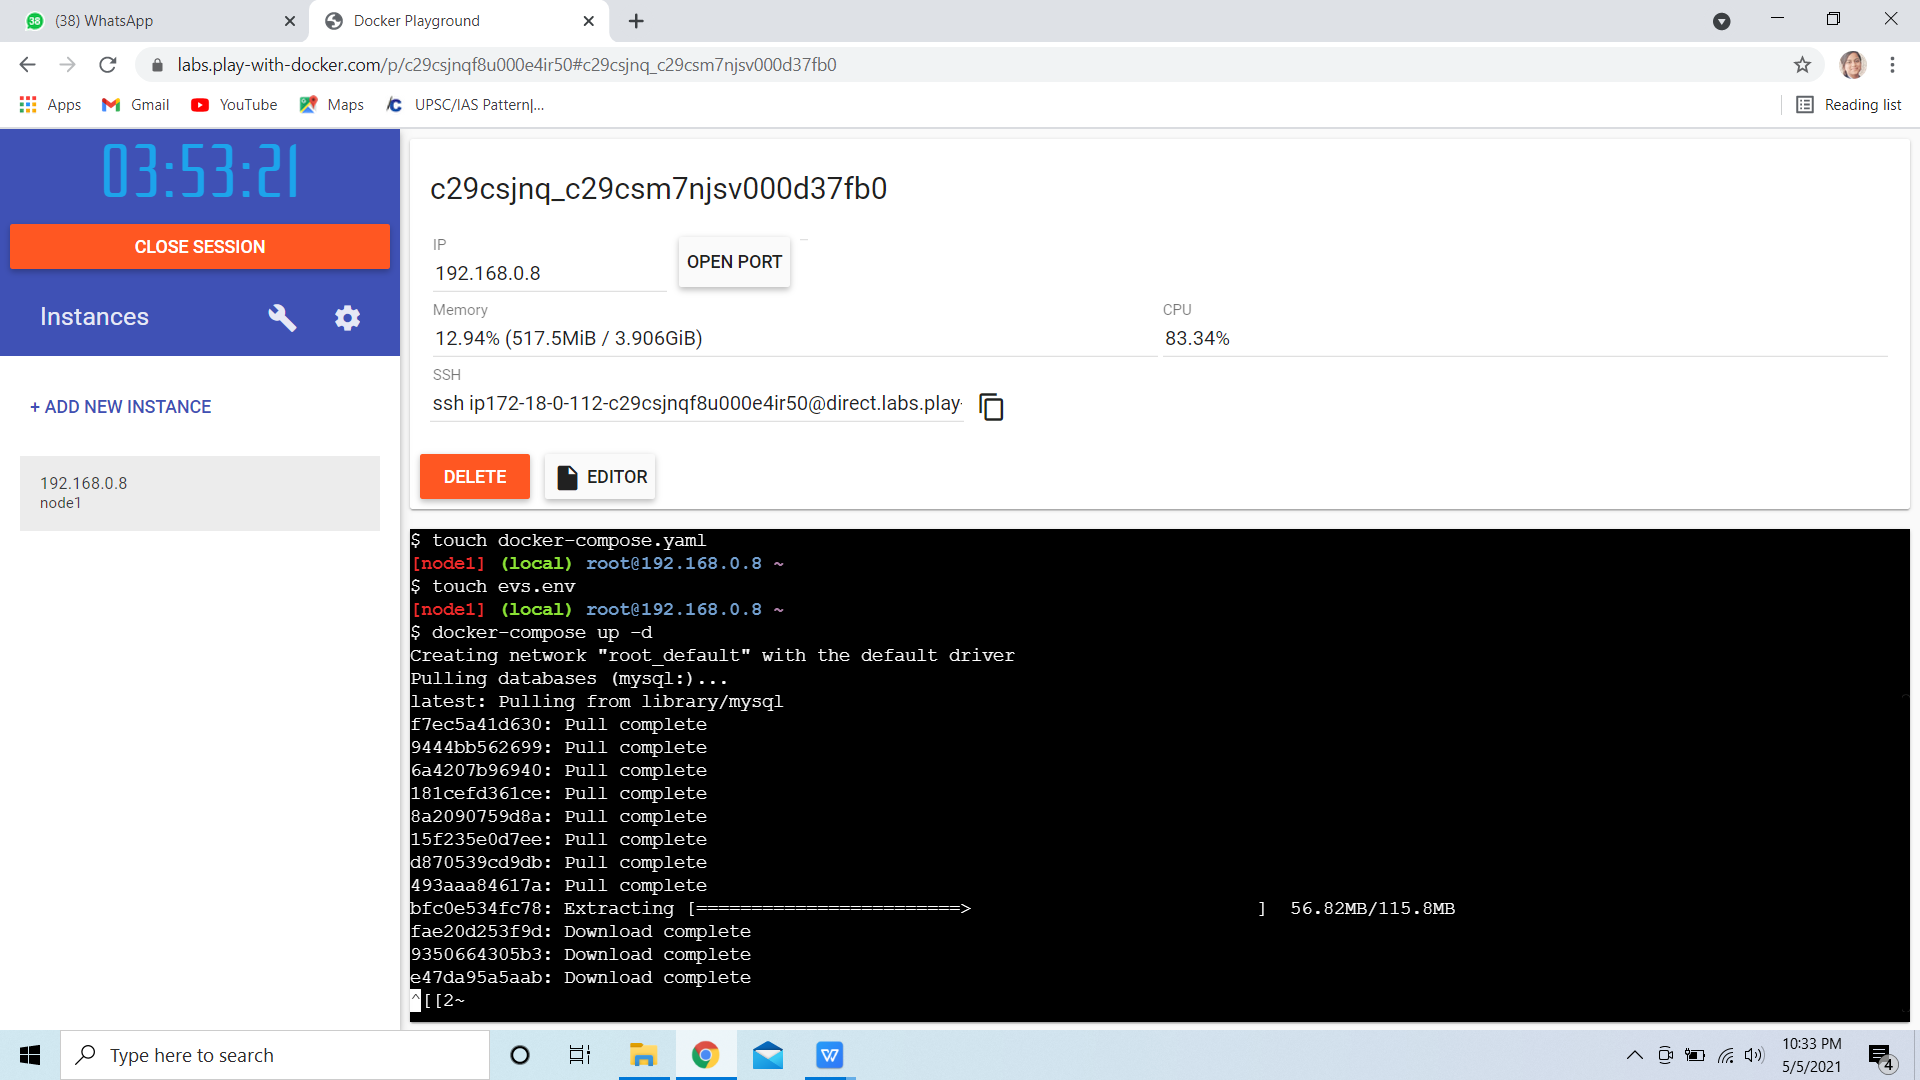 38
(38) WhatsApp
Docker Playground
labs.play-with-docker.com/p/c29csjnqf8u000e4ir50#c29csjnq_c29csm7njsv000d37fb0
Apps
Gmail
YouTube
Maps
UPSC/IAS Pattern|...
Reading list
03:53:21
CLOSE SESSION
Instances
+ ADD NEW INSTANCE
192.168.0.8
node1
c29csjnq_c29csm7njsv000d37fb0
IP
192.168.0.8
OPEN PORT
Memory
12.94% (517.5MiB / 3.906GiB)
CPU
83.34%
SSH
ssh ip172-18-0-112-c29csjnqf8u000e4ir50@direct.labs.play-
DELETE
EDITOR
$ touch docker-compose.yaml
[node1] (local) root@192.168.0.8 ~
$ touch evs.env
[node1] (local) root@192.168.0.8 ~
$ docker-compose up -d
Creating network "root_default" with the default driver
Pulling databases (mysql:)...
latest: Pulling from library/mysql
f7ec5a41d630: Pull complete
9444bb562699: Pull complete
6a4207b96940: Pull complete
181cefd361ce: Pull complete
8a2090759d8a: Pull complete
15f235e0d7ee: Pull complete
d870539cd9db: Pull complete
493aaa84617a: Pull complete
bfc0e534fc78: Extracting [========================> ] 56.82MB/115.8MB
fae20d253f9d: Download complete
9350664305b3: Download complete
e47da95a5aab: Download complete
^[[2~
Type here to search
W
10:33 PM
5/5/2021
4